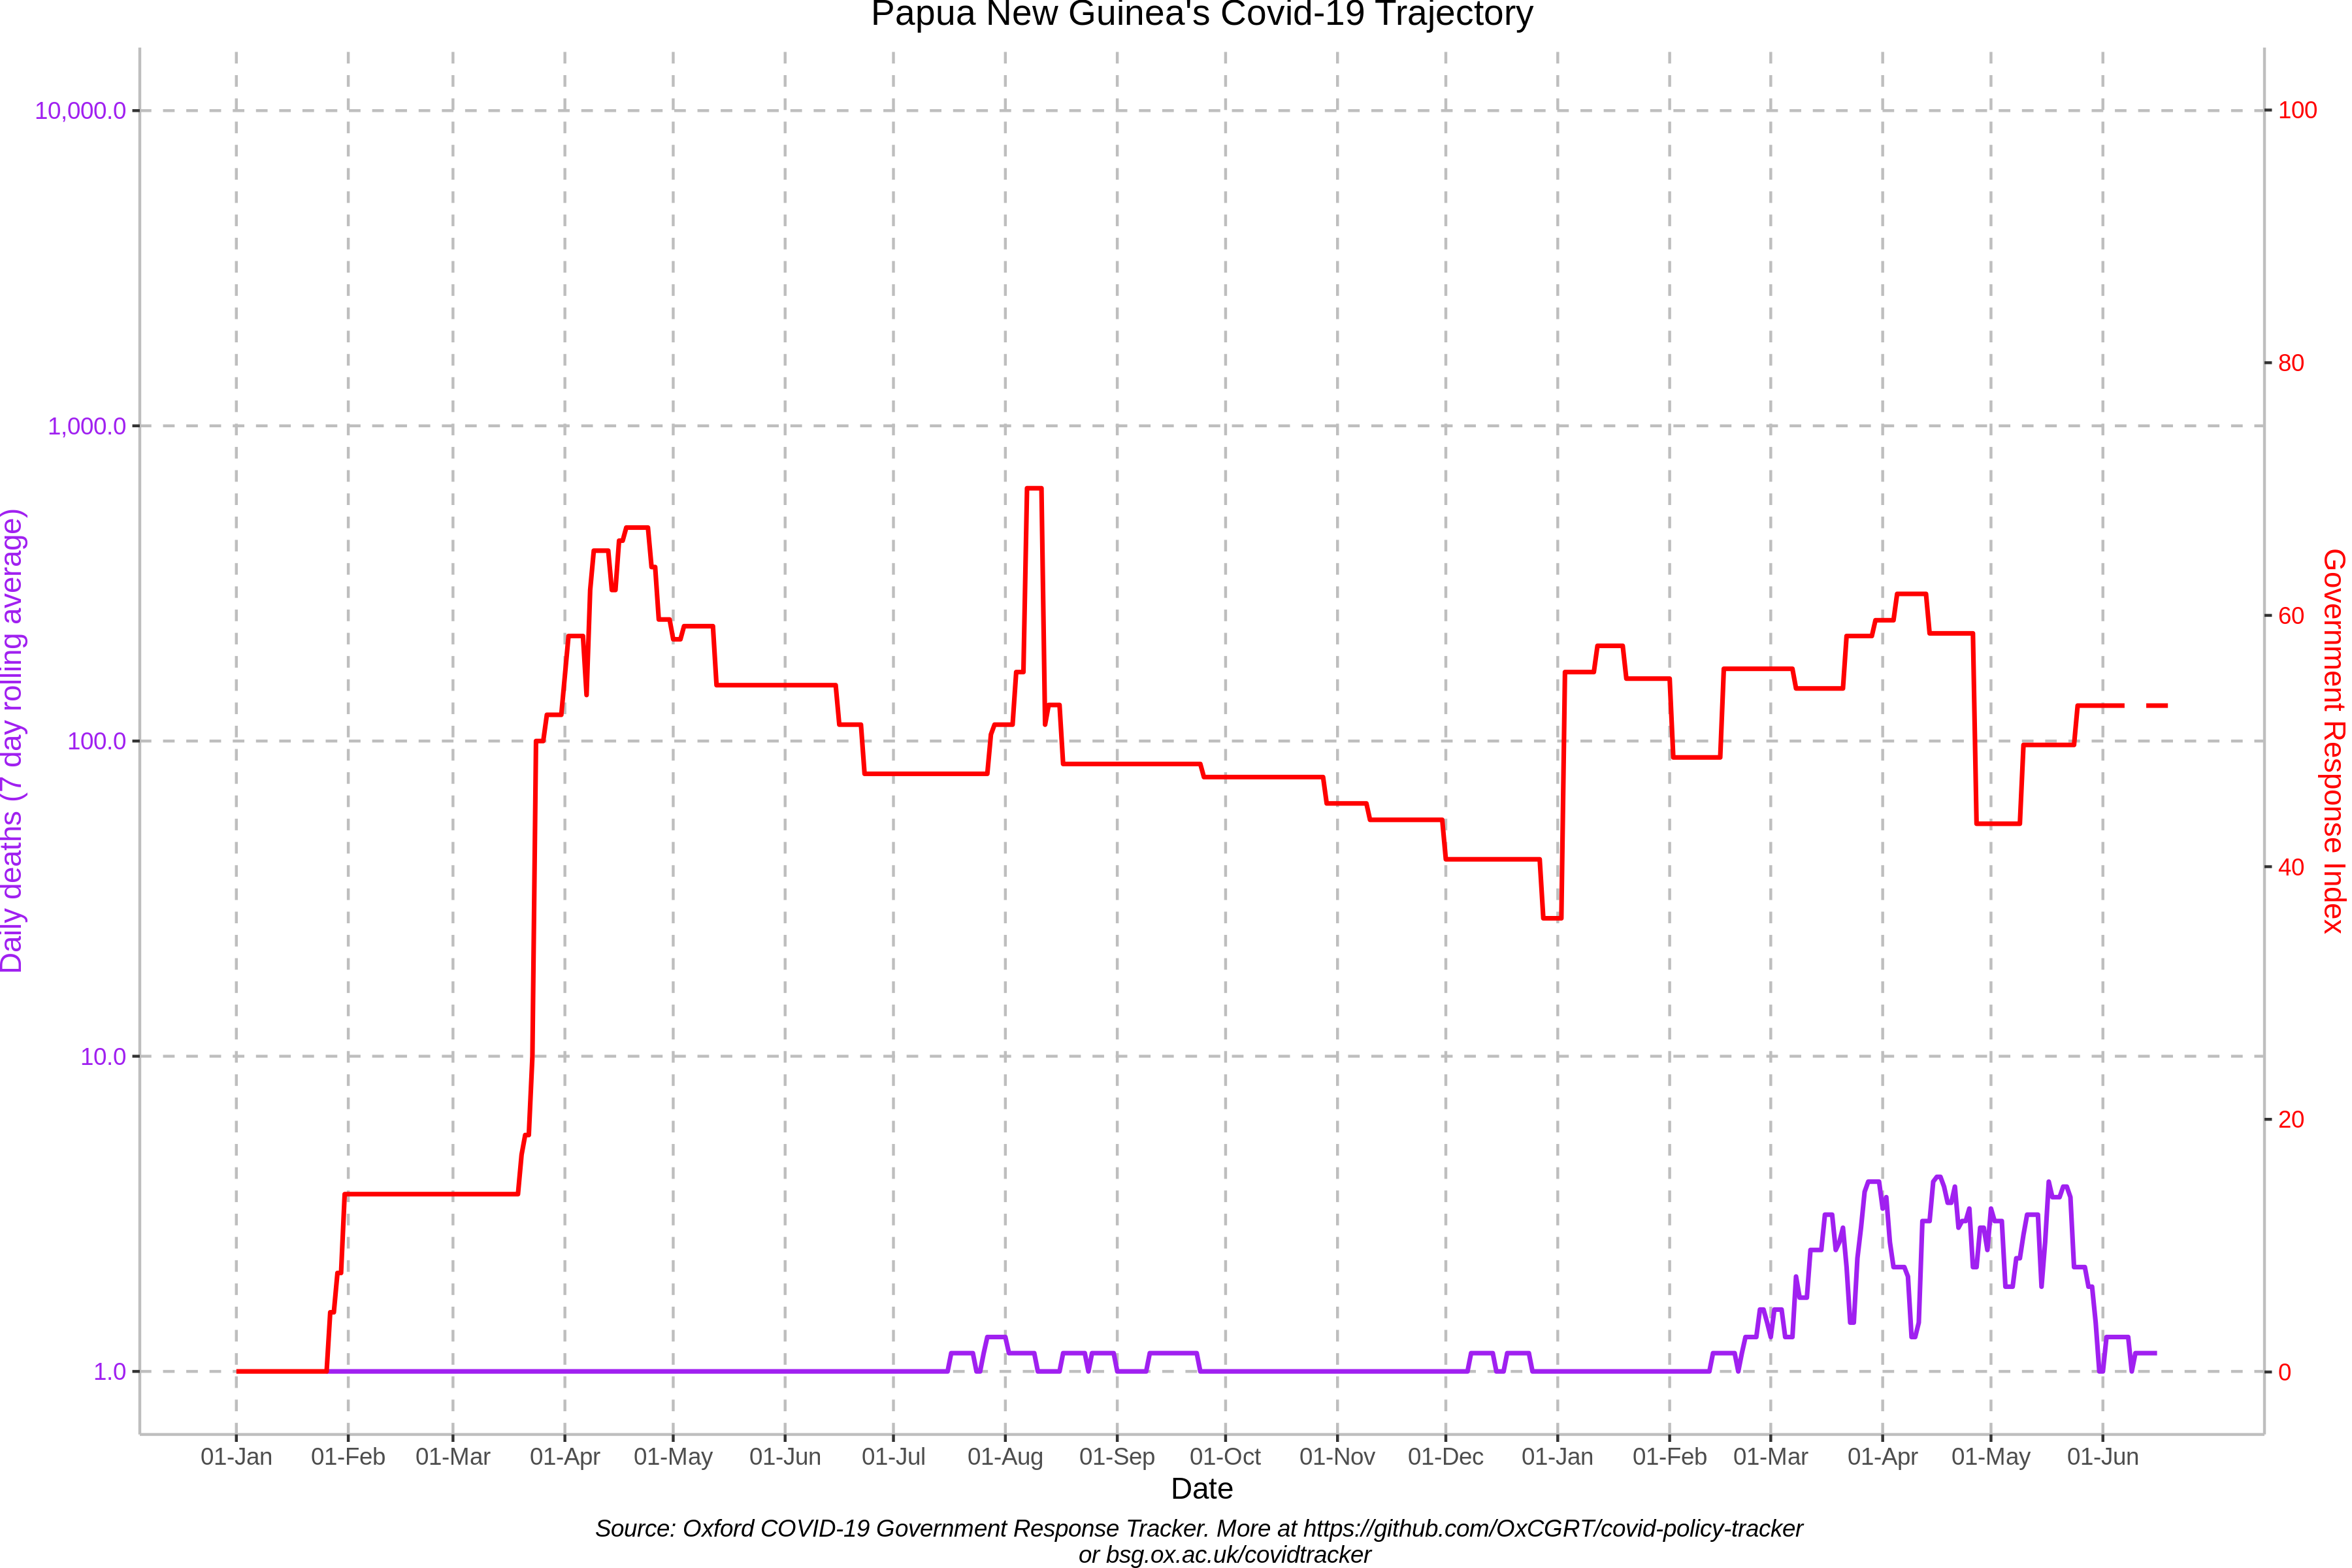 Papua New Guinea's Covid-19 Trajectory
10,000.0
1,000.0
100.0
10.0
1.0
Daily deaths (7 day rolling average)
100
80
60
40
20
0
Government Response Index
01-Jan 01-Feb 01-Mar 01-Apr 01-May 01-Jun 01-Jul 01-Aug 01-Sep 01-Oct 01-Nov 01-Dec 01-Jan 01-Feb 01-Mar 01-Apr 01-May 01-Jun
Date
Source: Oxford COVID-19 Government Response Tracker. More at https://github.com/OxCGRT/covid-policy-tracker
or bsg.ox.ac.uk/covidtracker